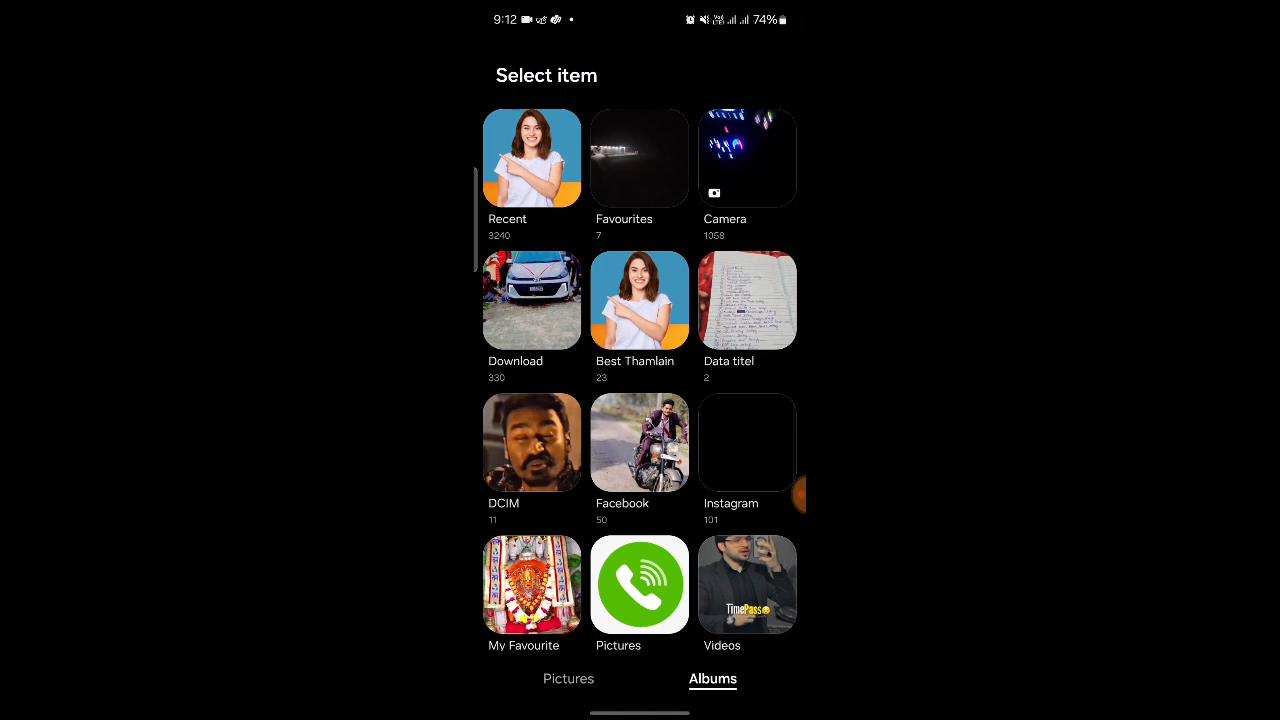 9:12
74%
Select item
Recent
3240
Favourites
7
Camera
1058
Download
330
Best Thamlain
23
Data titel
2
DCIM
11
Facebook
50
Instagram
101
TimePass😊
My Favourite
Pictures
Videos
Pictures
Albums